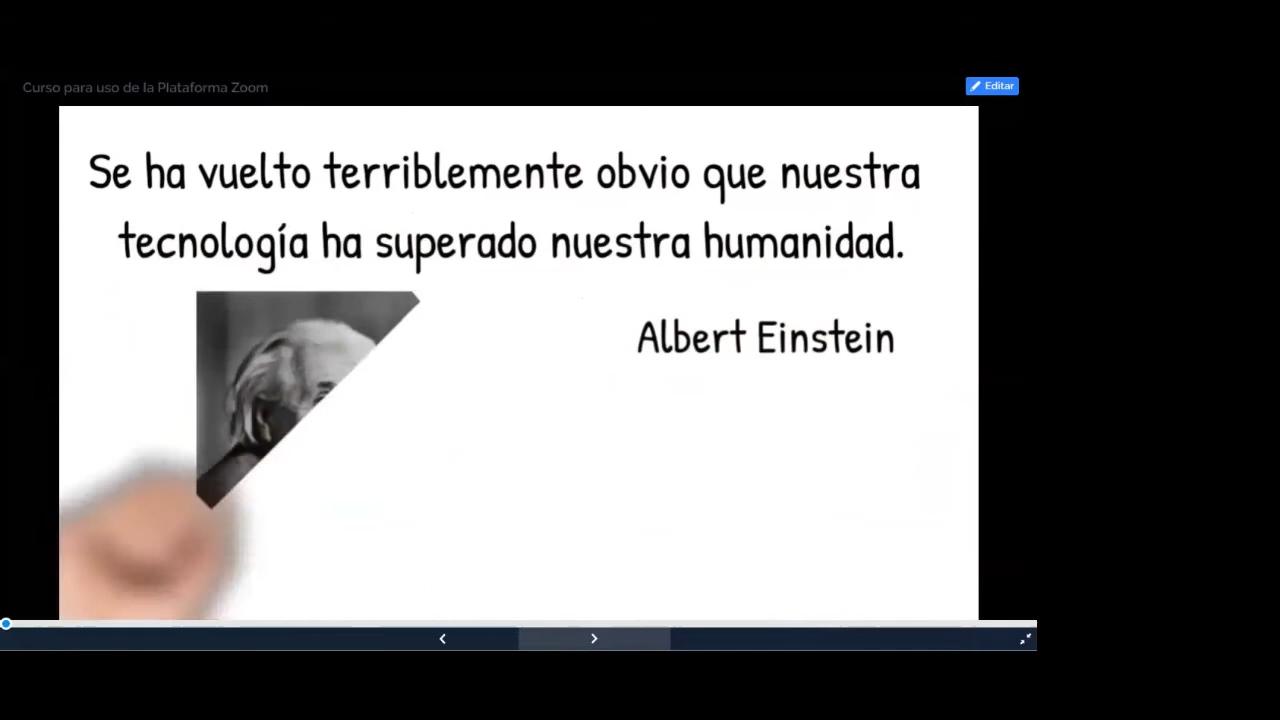 Curso para uso de la Plataforma Zoom
Editar
Se ha vuelto terriblemente obvio que nuestra
tecnología ha superado nuestra humanidad.
Albert Einstein